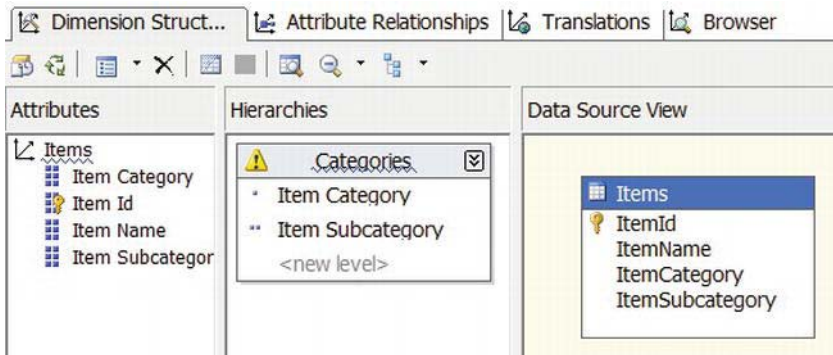 Dimension Struct... Attribute Relationships Translations Browser
Attributes
Items
Item Category
Item Id
Item Name
Item Subcategor
Hierarchies
Categories
Item Category
Item Subcategory
<new level>
Data Source View
Items
ItemId
ItemName
ItemCategory
ItemSubcategory